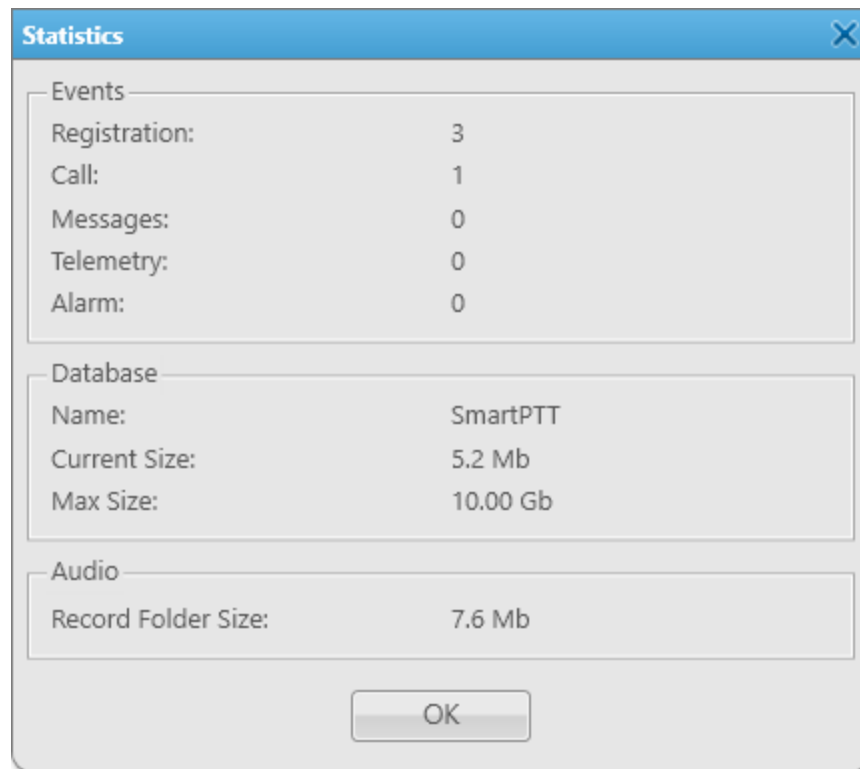 Statistics
Events
Registration: 3
Call: 1
Messages: 0
Telemetry: 0
Alarm: 0
Database
Name: SmartPTT
Current Size: 5.2 Mb
Max Size: 10.00 Gb
Audio
Record Folder Size: 7.6 Mb
OK